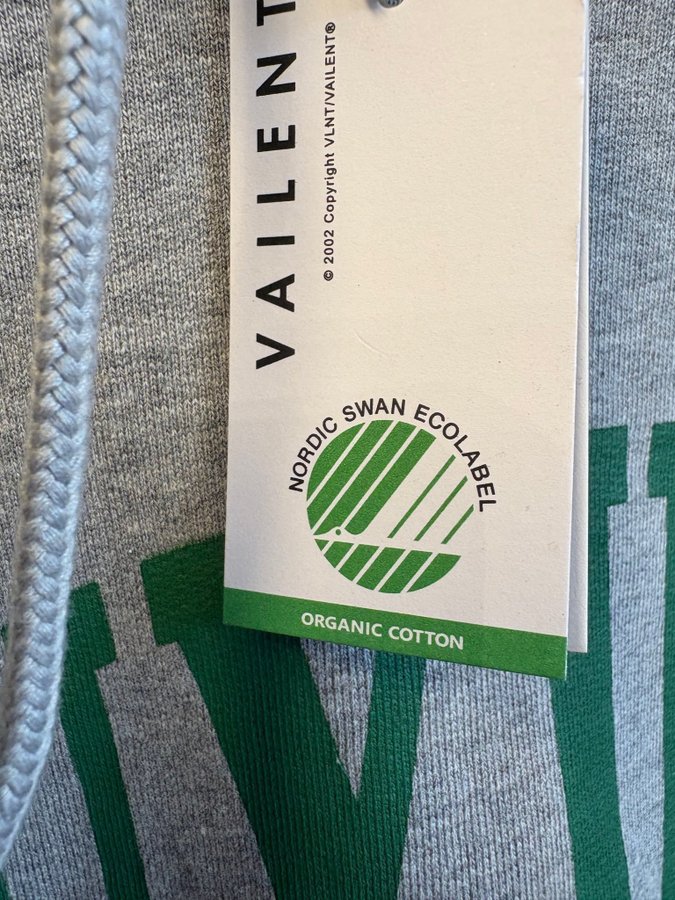 VAILENT
© 2002 Copyright VLNT/VAILENT®
NORDIC SWAN ECOLABEL
ORGANIC COTTON